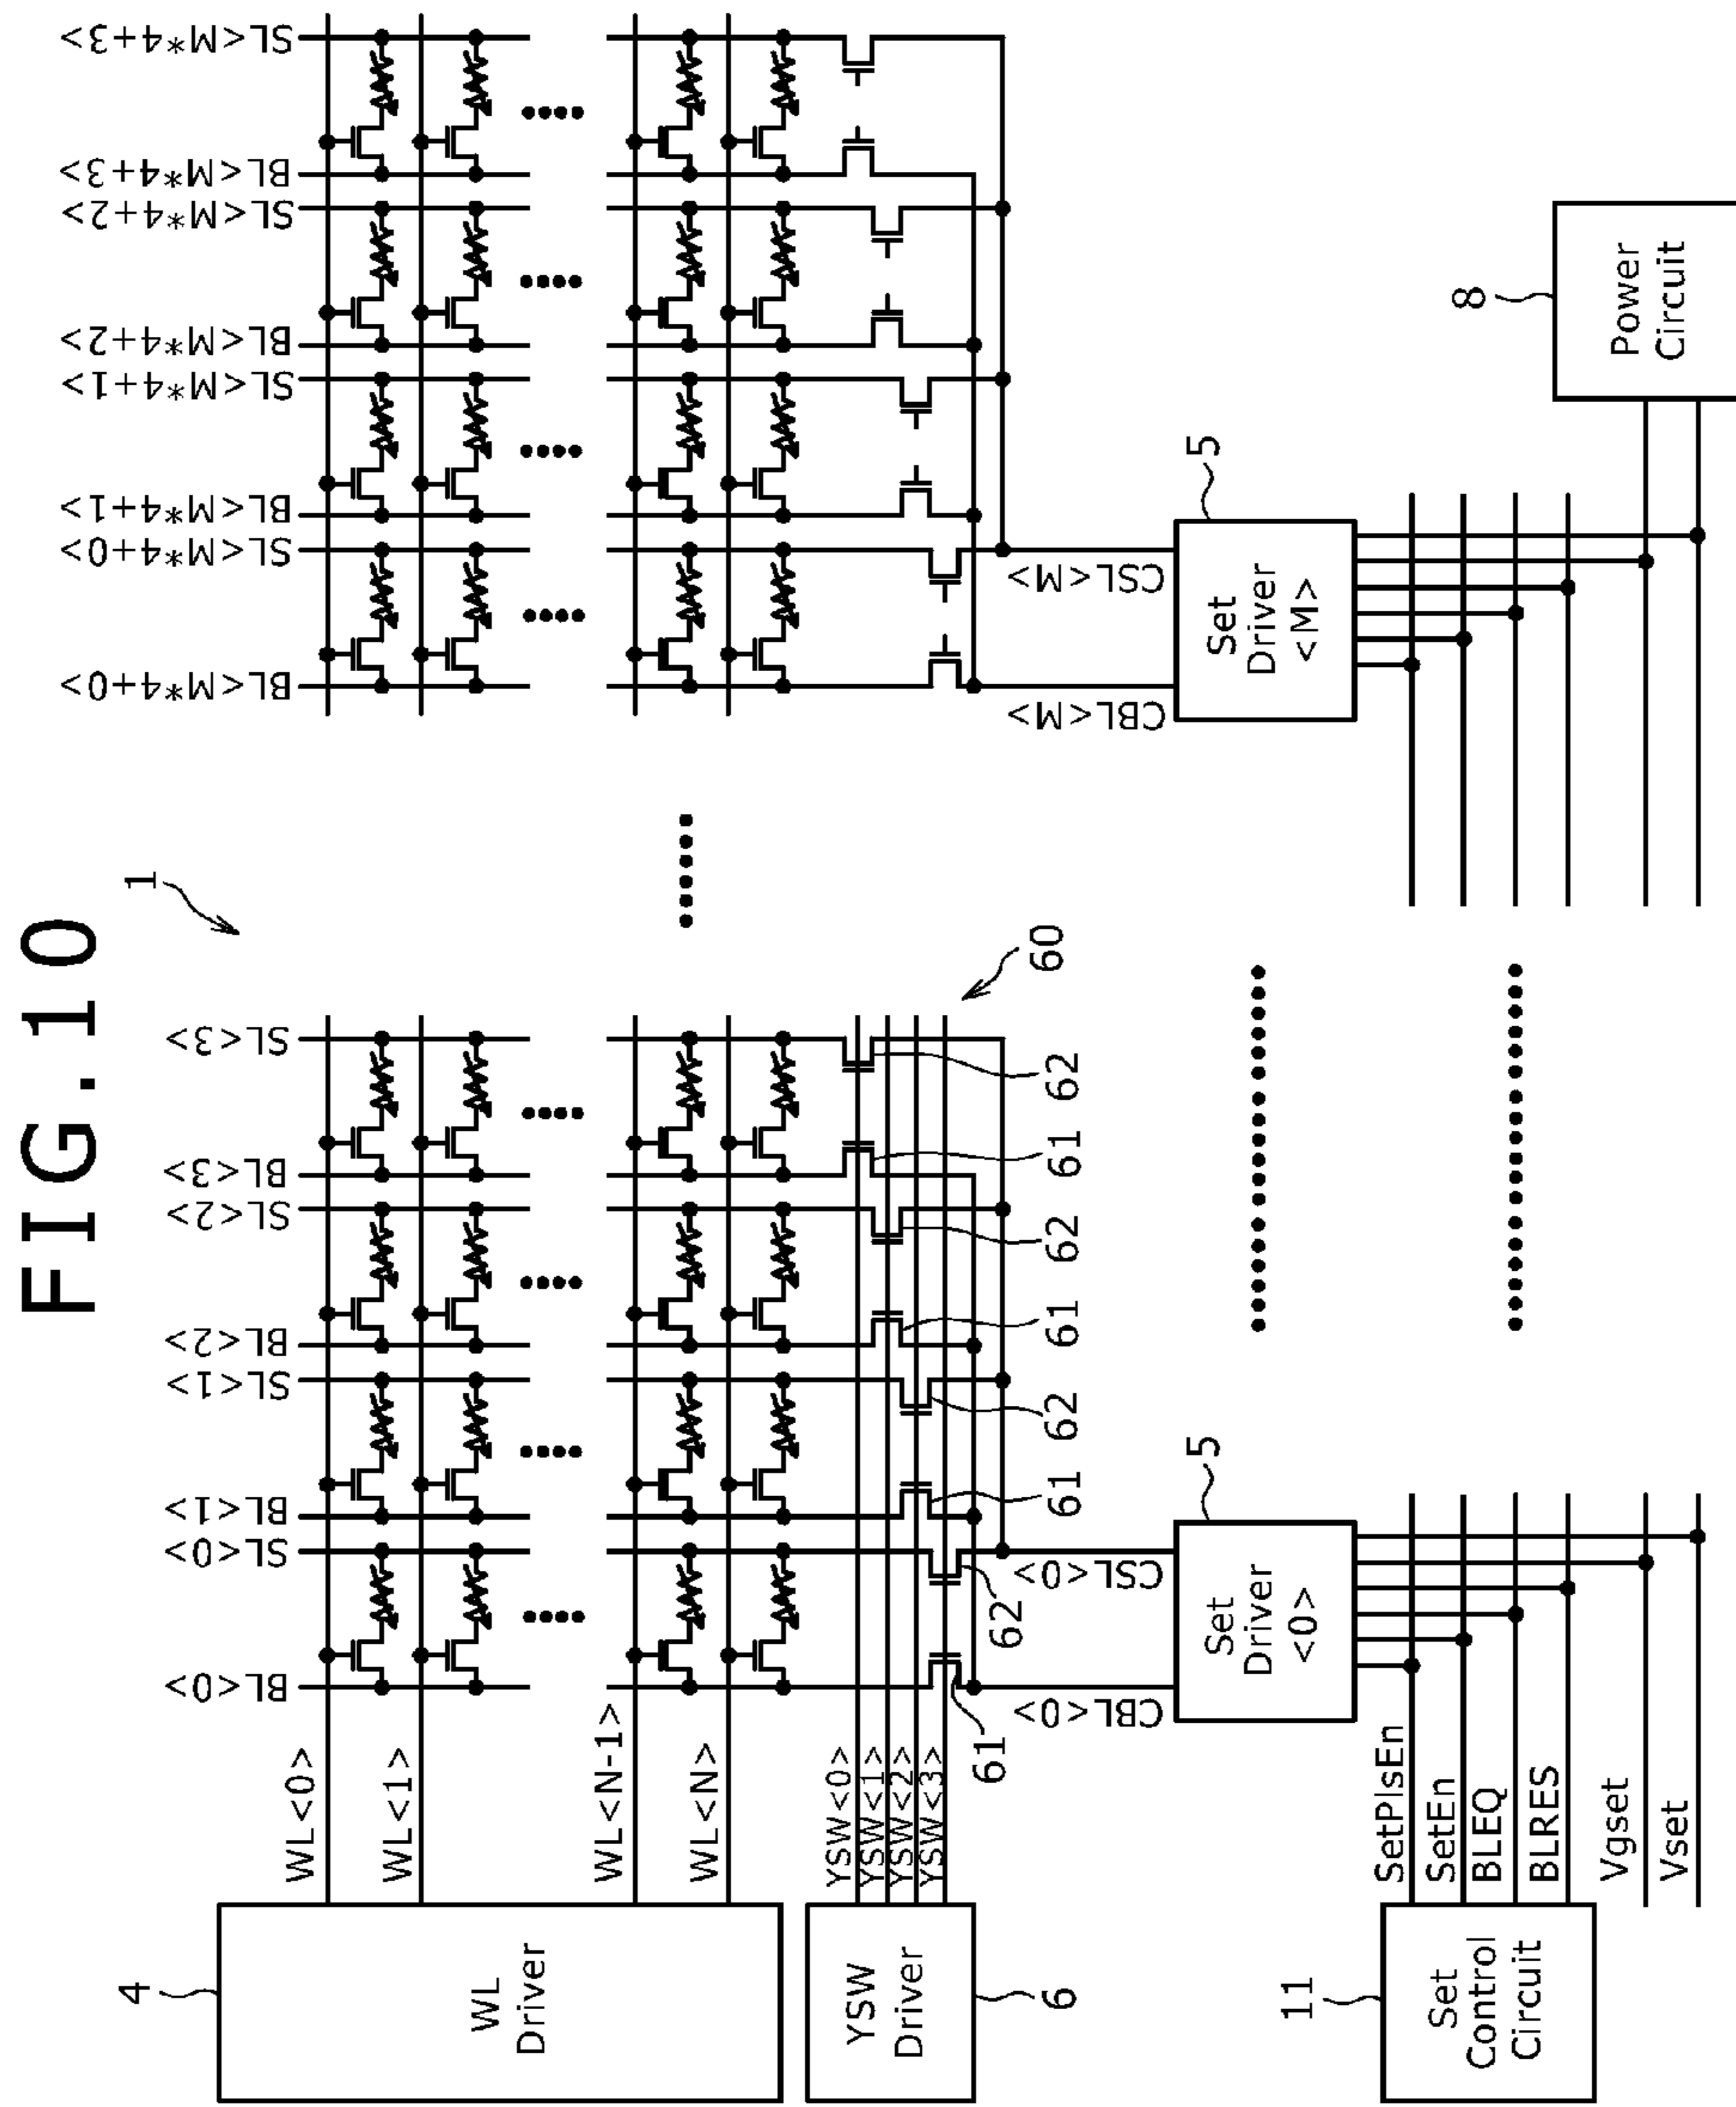 FIG.10
1
4
WL
Driver
WL<0>
WL<1>
WL<N-1>
WL<N>
BL<0>
SL<0>
BL<1>
SL<1>
BL<2>
SL<2>
BL<3>
SL<3>
BL<M*4+0>
SL<M*4+0>
BL<M*4+1>
SL<M*4+1>
BL<M*4+2>
SL<M*4+2>
BL<M*4+3>
SL<M*4+3>
6
YSW
Driver
YSW<0>
YSW<1>
YSW<2>
YSW<3>
60
61
62
61
62
61
62
61
62
CBL<0>
CSL<0>
CBL<M>
CSL<M>
5
Set
Driver
<0>
5
Set
Driver
<M>
11
Set
Control
Circuit
SetPlsEn
SetEn
BLEQ
BLRES
Vgset
Vset
8
Power
Circuit